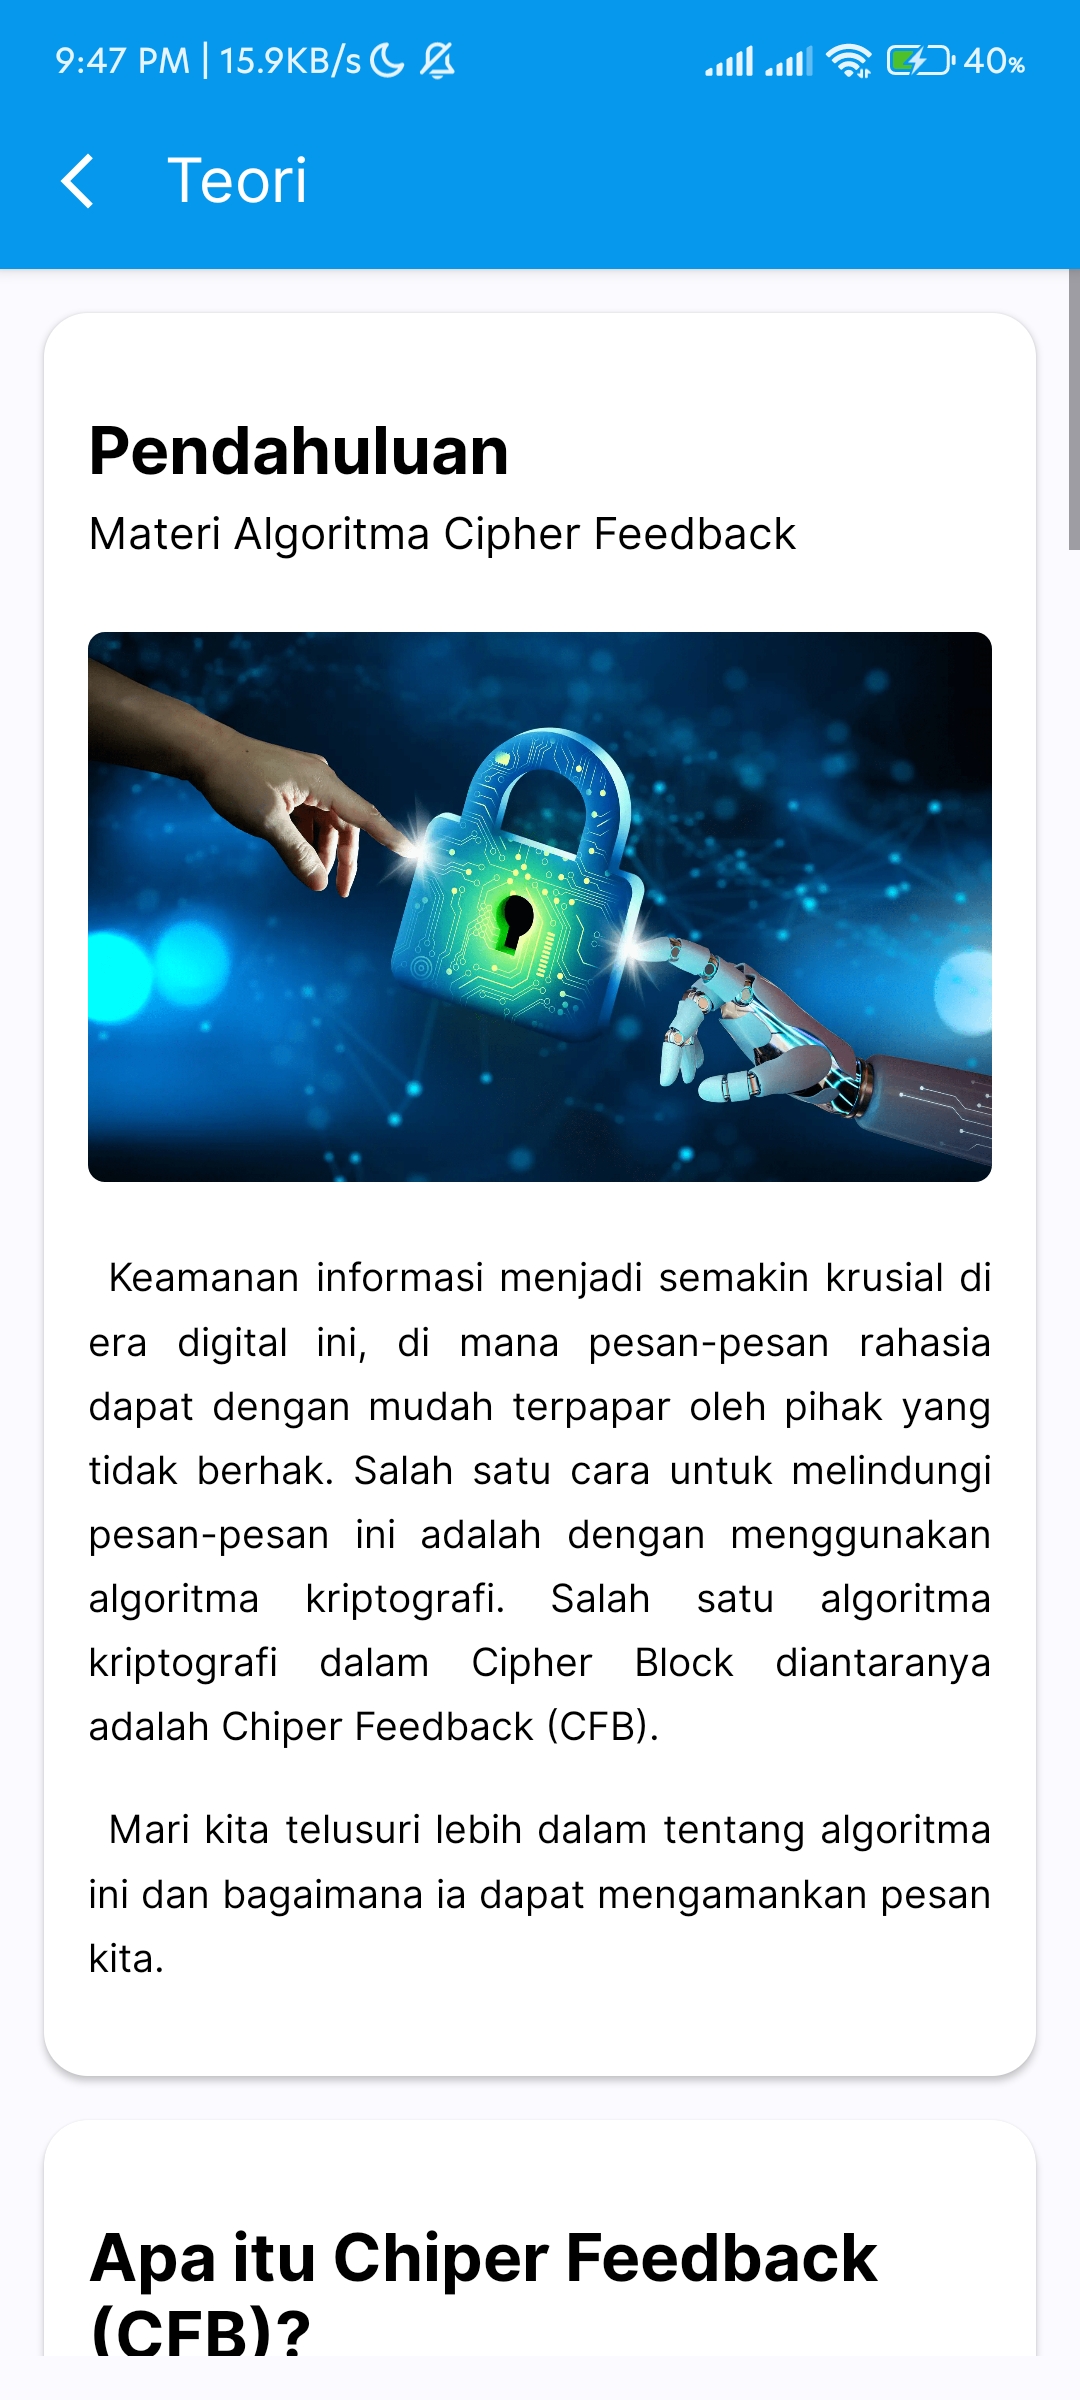 9:47 PM | 15.9KB/s
40%
Teori
Pendahuluan
Materi Algoritma Cipher Feedback
Keamanan informasi menjadi semakin krusial di
era digital ini, di mana pesan-pesan rahasia
dapat dengan mudah terpapar oleh pihak yang
tidak berhak. Salah satu cara untuk melindungi
pesan-pesan ini adalah dengan menggunakan
algoritma kriptografi. Salah satu algoritma
kriptografi dalam Cipher Block diantaranya
adalah Chiper Feedback (CFB).
Mari kita telusuri lebih dalam tentang algoritma
ini dan bagaimana ia dapat mengamankan pesan
kita.
Apa itu Chiper Feedback
(CFB)?